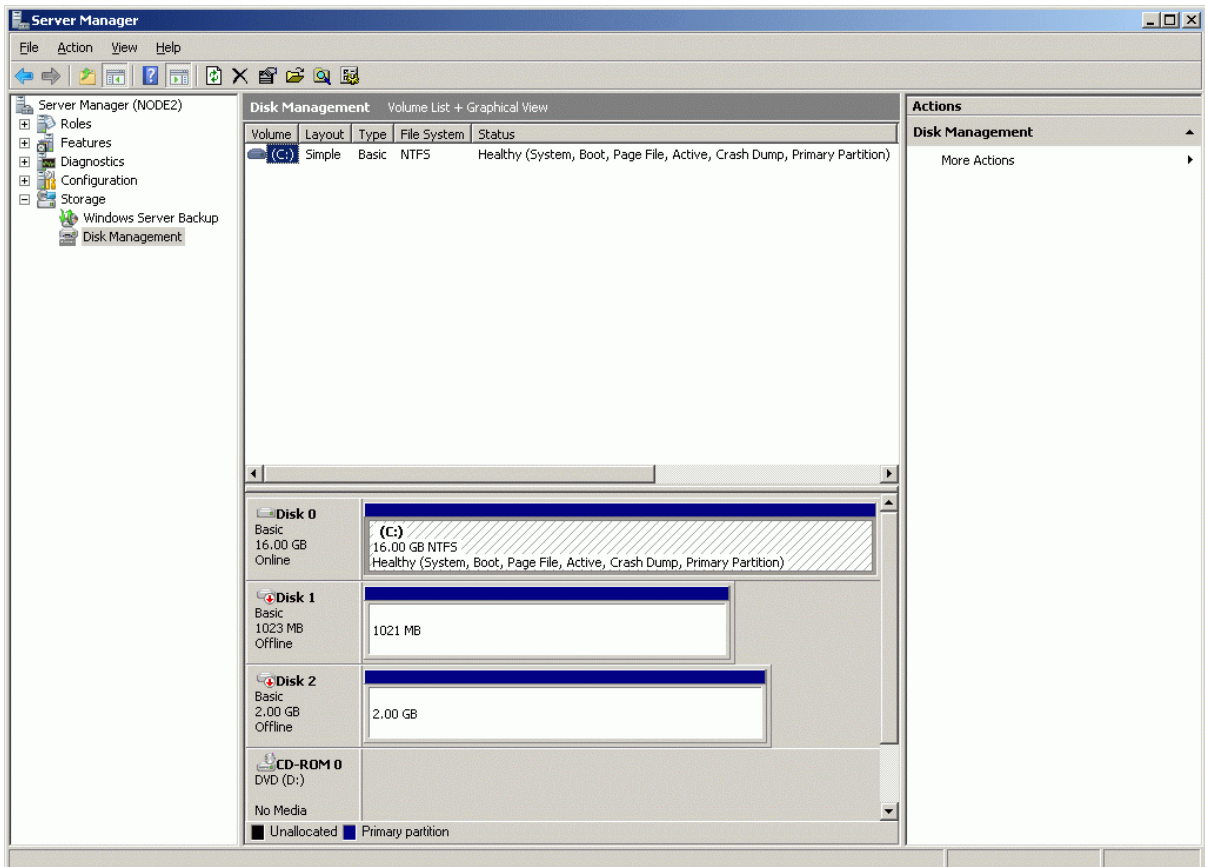 Server Manager
File Action View Help
Server Manager (NODE2)
Roles
Features
Diagnostics
Configuration
Storage
Windows Server Backup
Disk Management
Disk Management Volume List + Graphical View
Volume Layout Type File System Status
(C:) Simple Basic NTFS Healthy (System, Boot, Page File, Active, Crash Dump, Primary Partition)
Disk 0
Basic
16.00 GB
Online
(C:)
16.00 GB NTFS
Healthy (System, Boot, Page File, Active, Crash Dump, Primary Partition)
Disk 1
Basic
1023 MB
Offline
1021 MB
Disk 2
Basic
2.00 GB
Offline
2.00 GB
CD-ROM 0
DVD (D:)
No Media
Unallocated Primary partition
Actions
Disk Management
More Actions